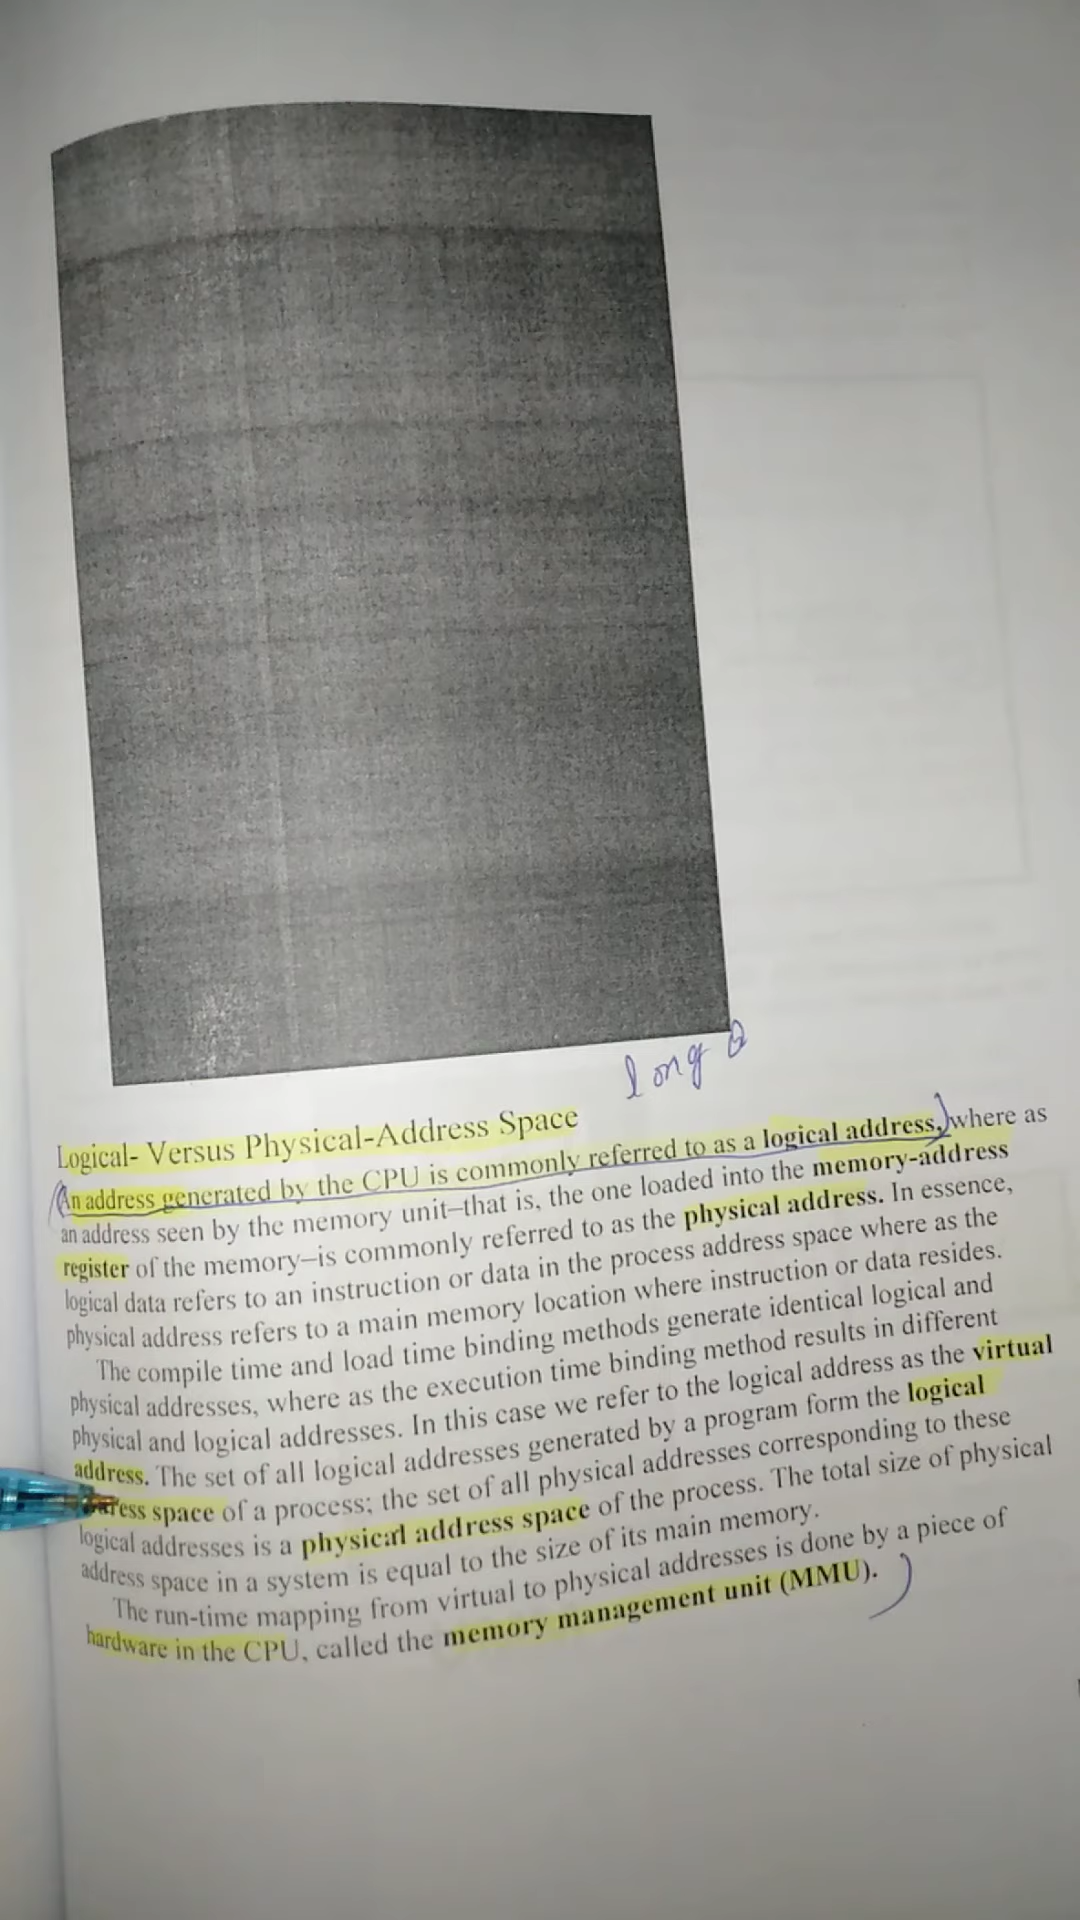 long Q
Logical- Versus Physical-Address Space
An address generated by the CPU is commonly referred to as a logical address, where as
an address seen by the memory unit–that is, the one loaded into the memory-address
register of the memory–is commonly referred to as the physical address. In essence,
logical data refers to an instruction or data in the process address space where as the
physical address refers to a main memory location where instruction or data resides.
The compile time and load time binding methods generate identical logical and
physical addresses, where as the execution time binding method results in different
physical and logical addresses. In this case we refer to the logical address as the virtual
address. The set of all logical addresses generated by a program form the logical
address space of a process; the set of all physical addresses corresponding to these
logical addresses is a physical address space of the process. The total size of physical
address space in a system is equal to the size of its main memory.
The run-time mapping from virtual to physical addresses is done by a piece of
hardware in the CPU, called the memory management unit (MMU).